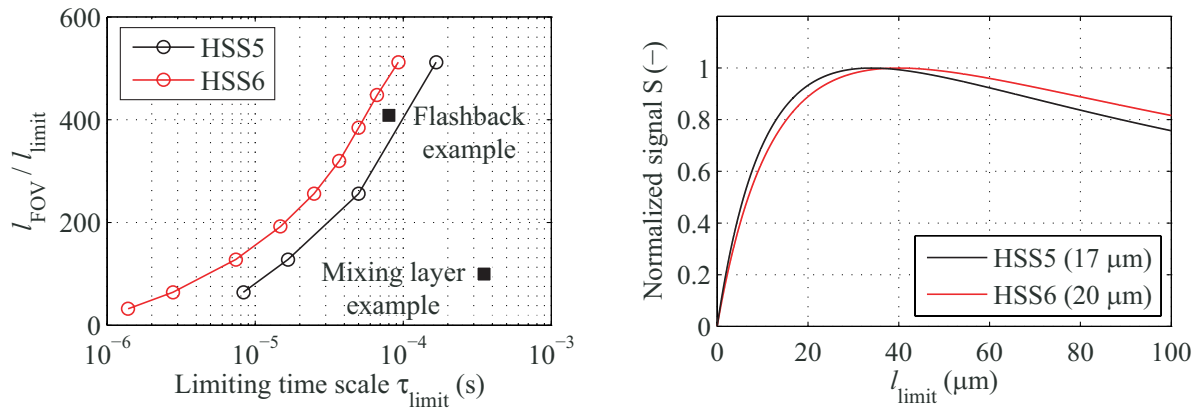 600
400
200
0
l_FOV / l_limit
HSS5
HSS6
Flashback
example
Mixing layer
example
10⁻⁶
10⁻⁵
10⁻⁴
10⁻³
Limiting time scale τ_limit (s)
1
0.8
0.6
0.4
0.2
0
Normalized signal S (−)
HSS5 (17 μm)
HSS6 (20 μm)
0
20
40
60
80
100
l_limit (μm)